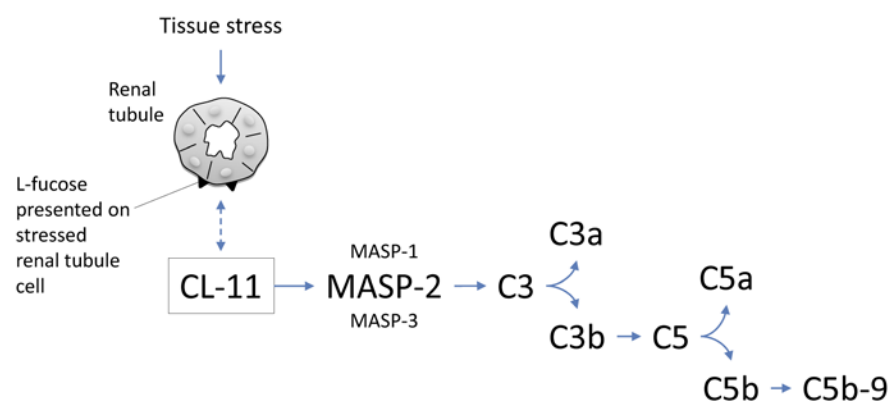 Tissue stress
Renal
tubule
L-fucose
presented on
stressed
renal tubule
cell
CL-11
MASP-1
MASP-2
MASP-3
C3
C3a
C3b
C5
C5a
C5b
C5b-9